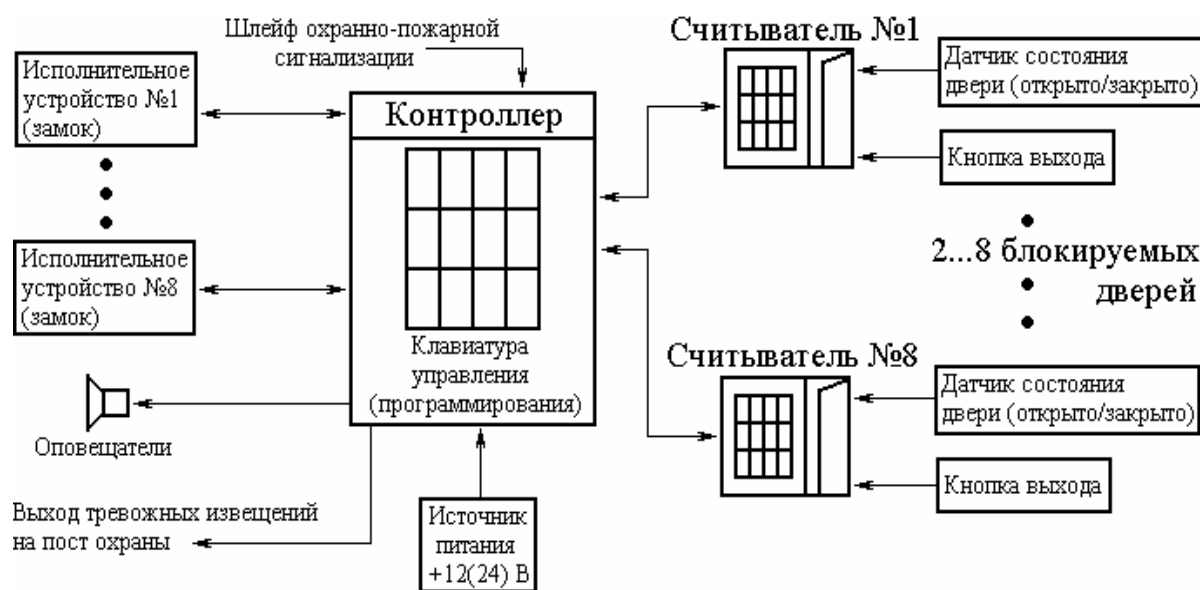 Шлейф охранно-пожарной
сигнализации
Исполнительное
устройство №1
(замок)
Исполнительное
устройство №8
(замок)
Оповещатели
Выход тревожных извещений
на пост охраны
Контроллер
Клавиатура
управления
(программирования)
Источник
питания
+12(24) В
Считыватель №1
Датчик состояния
двери (открыто/закрыто)
Кнопка выхода
2...8 блокируемых
дверей
Считыватель №8
Датчик состояния
двери (открыто/закрыто)
Кнопка выхода